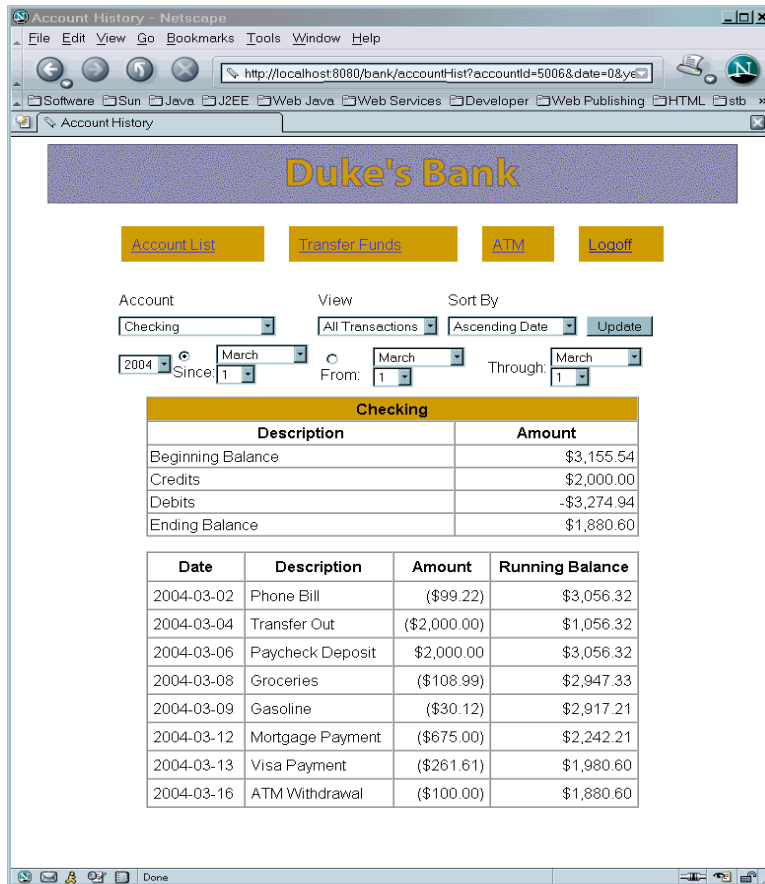 Account History - Netscape
File Edit View Go Bookmarks Tools Window Help
http://localhost:8080/bank/accountHist?accountId=5006&date=0&ye
Software Sun Java J2EE Web Java Web Services Developer Web Publishing HTML stb »
Account History
Duke's Bank
Account List Transfer Funds ATM Logoff
Account View Sort By
Checking All Transactions Ascending Date Update
2004 Since: March 1 From: March 1 Through: March 1
Checking
Description Amount
Beginning Balance $3,155.54
Credits $2,000.00
Debits -$3,274.94
Ending Balance $1,880.60
Date Description Amount Running Balance
2004-03-02 Phone Bill ($99.22) $3,056.32
2004-03-04 Transfer Out ($2,000.00) $1,056.32
2004-03-06 Paycheck Deposit $2,000.00 $3,056.32
2004-03-08 Groceries ($108.99) $2,947.33
2004-03-09 Gasoline ($30.12) $2,917.21
2004-03-12 Mortgage Payment ($675.00) $2,242.21
2004-03-13 Visa Payment ($261.61) $1,980.60
2004-03-16 ATM Withdrawal ($100.00) $1,880.60
Done